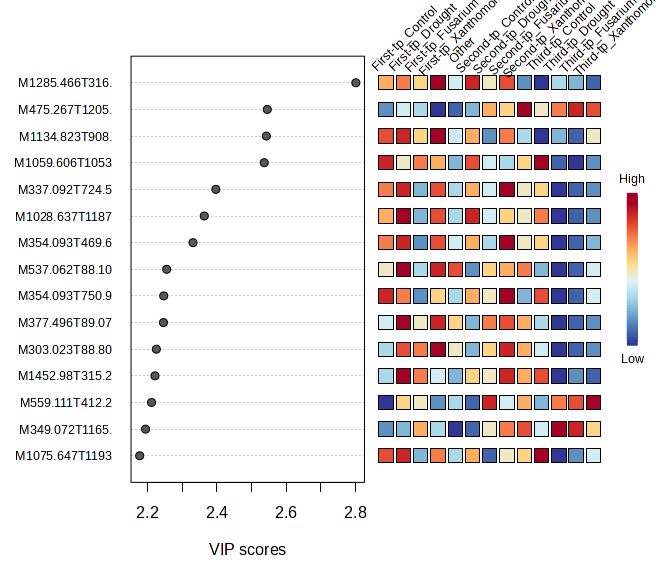 First-tp_Control
First-tp_Drought
First-tp_Fusarium
First-tp_Xanthomon
Other
Second-tp_Control
Second-tp_Drought
Second-tp_Fusarium
Second-tp_Xanthom
Third-tp_Control
Third-tp_Drought
Third-tp_Fusarium
Third-tp_Xanthomo
M1285.466T316.
M475.267T1205.
M1134.823T908.
M1059.606T1053
M337.092T724.5
M1028.637T1187
M354.093T469.6
M537.062T88.10
M354.093T750.9
M377.496T89.07
M303.023T88.80
M1452.98T315.2
M559.111T412.2
M349.072T1165.
M1075.647T1193
High
Low
2.2 2.4 2.6 2.8
VIP scores